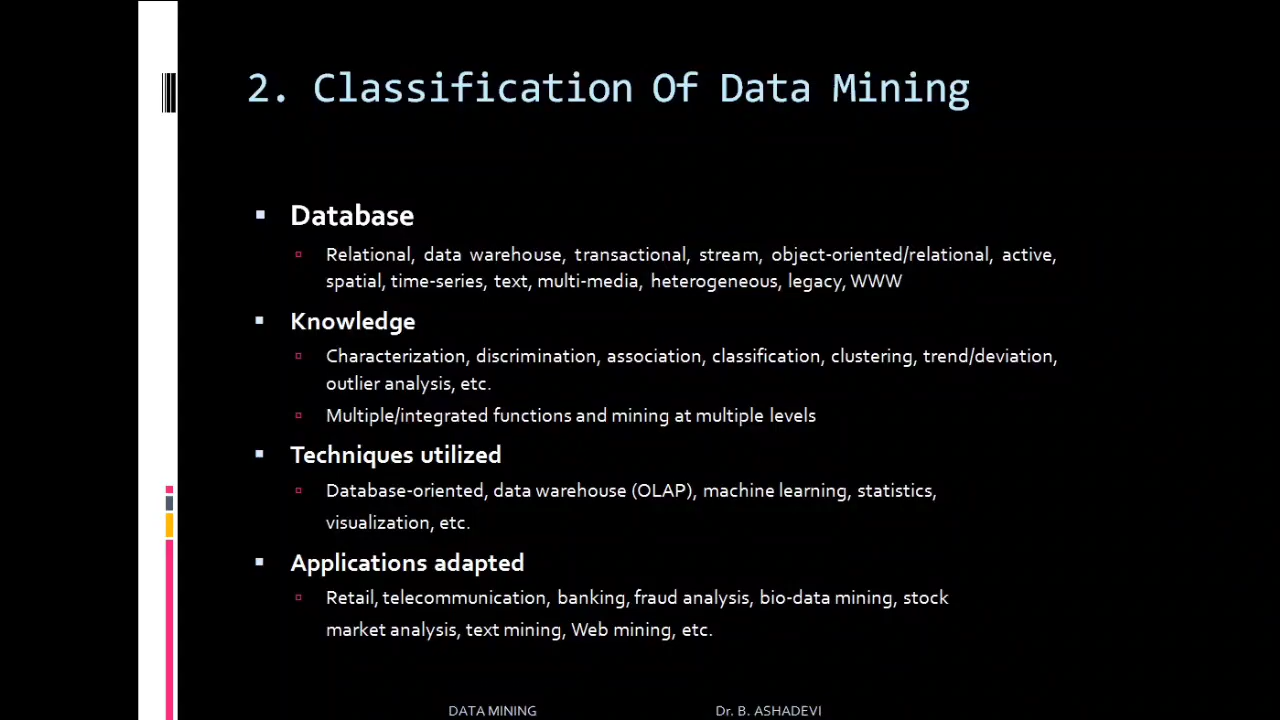 2. Classification Of Data Mining
Database
Relational, data warehouse, transactional, stream, object-oriented/relational, active,
spatial, time-series, text, multi-media, heterogeneous, legacy, WWW
Knowledge
Characterization, discrimination, association, classification, clustering, trend/deviation,
outlier analysis, etc.
Multiple/integrated functions and mining at multiple levels
Techniques utilized
Database-oriented, data warehouse (OLAP), machine learning, statistics,
visualization, etc.
Applications adapted
Retail, telecommunication, banking, fraud analysis, bio-data mining, stock
market analysis, text mining, Web mining, etc.
DATA MINING Dr. B. ASHADEVI